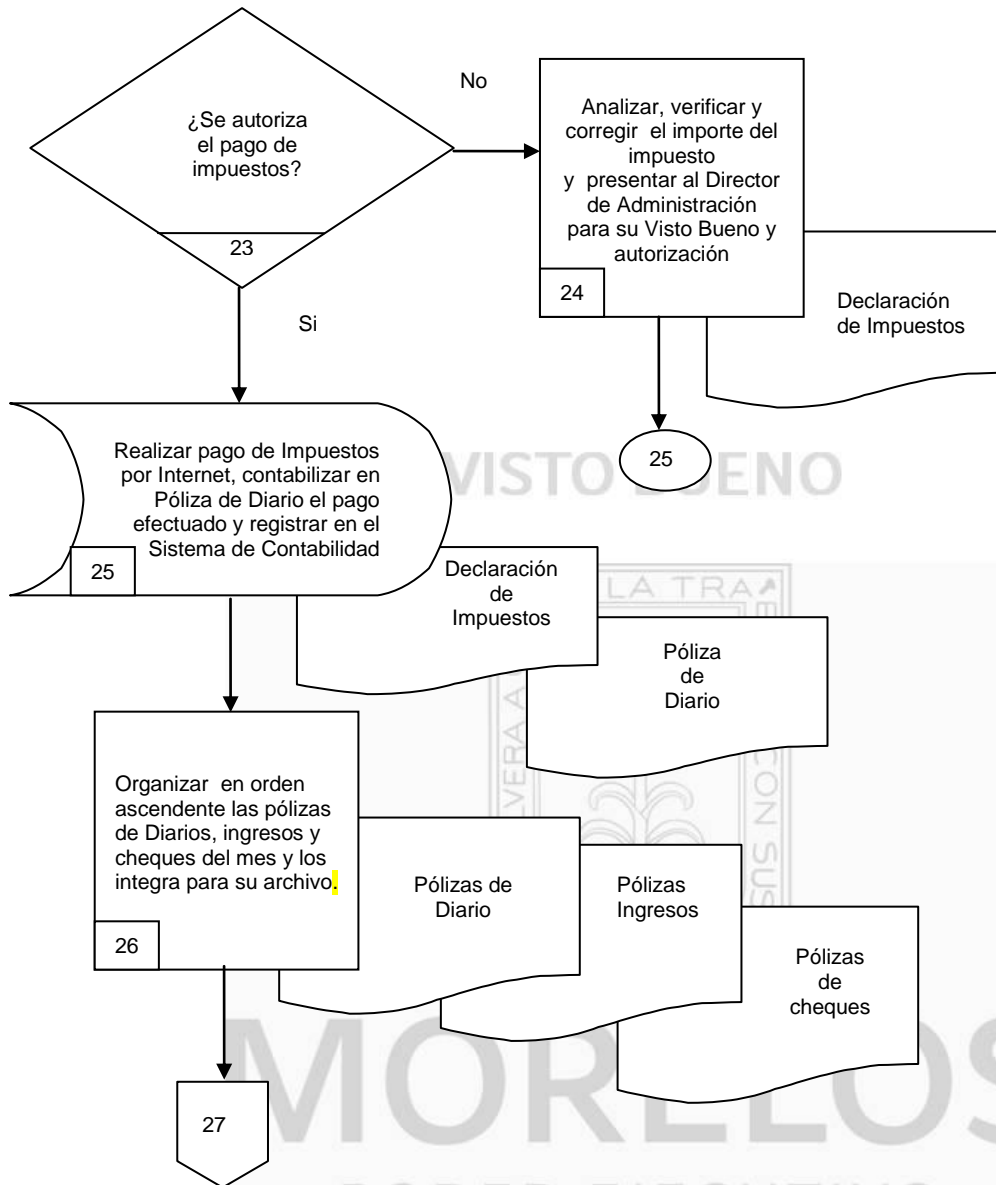 ¿Se autoriza
el pago de
impuestos?
23
No
Analizar, verificar y
corregir el importe del
impuesto
y presentar al Director
de Administración
para su Visto Bueno y
autorización
24
Declaración
de Impuestos
25
Si
Realizar pago de Impuestos
por Internet, contabilizar en
Póliza de Diario el pago
efectuado y registrar en el
Sistema de Contabilidad
25
Declaración
de
Impuestos
Póliza
de
Diario
Organizar en orden
ascendente las pólizas
de Diarios, ingresos y
cheques del mes y los
integra para su archivo.
26
Pólizas de
Diario
Pólizas
Ingresos
Pólizas
de
cheques
27
VISTO BUENO
LA TRA
CON SUS
MORELOS